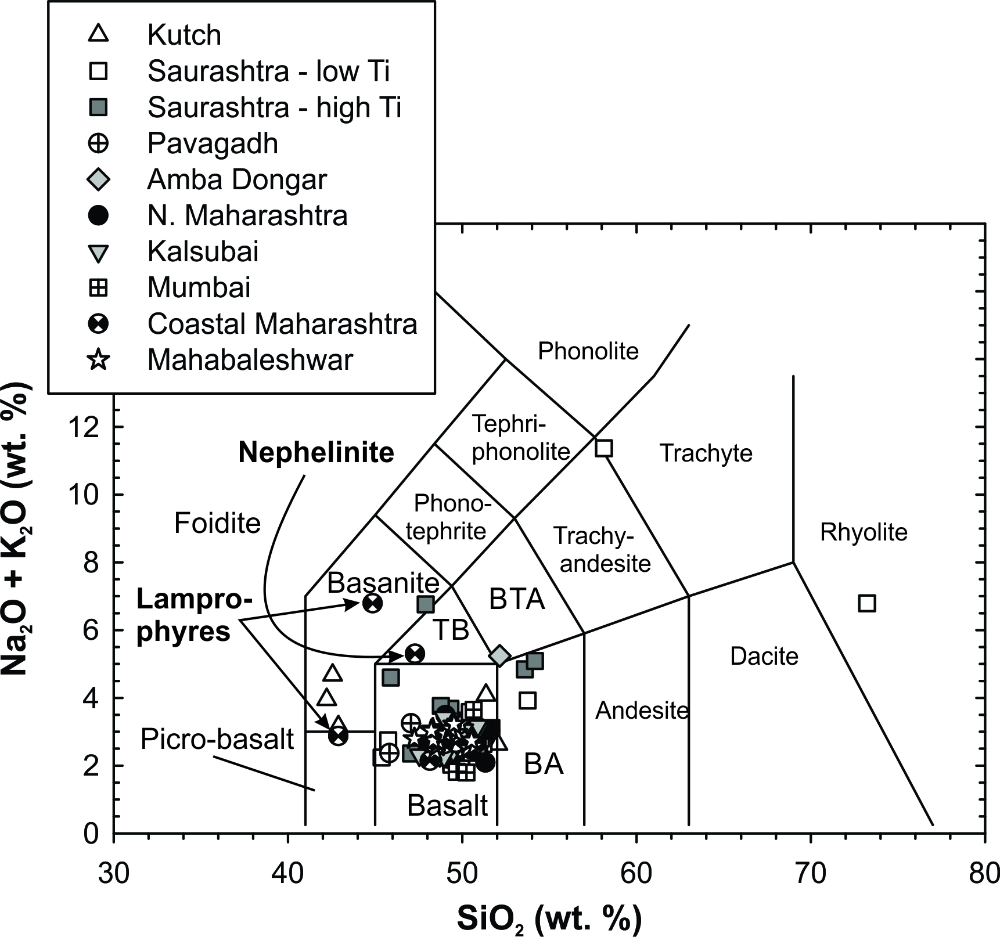 Kutch
Saurashtra - low Ti
Saurashtra - high Ti
Pavagadh
Amba Dongar
N. Maharashtra
Kalsubai
Mumbai
Coastal Maharashtra
Mahabaleshwar
Phonolite
Tephri-
phonolite
Nephelinite
Trachyte
Phono-
tephrite
Foidite
Trachy-
andesite
Rhyolite
Basanite
Lampro-
phyres
BTA
TB
Dacite
Andesite
Picro-basalt
BA
Basalt
12
10
8
6
4
2
0
30 40 50 60 70 80
Na₂O + K₂O (wt. %)
SiO₂ (wt. %)